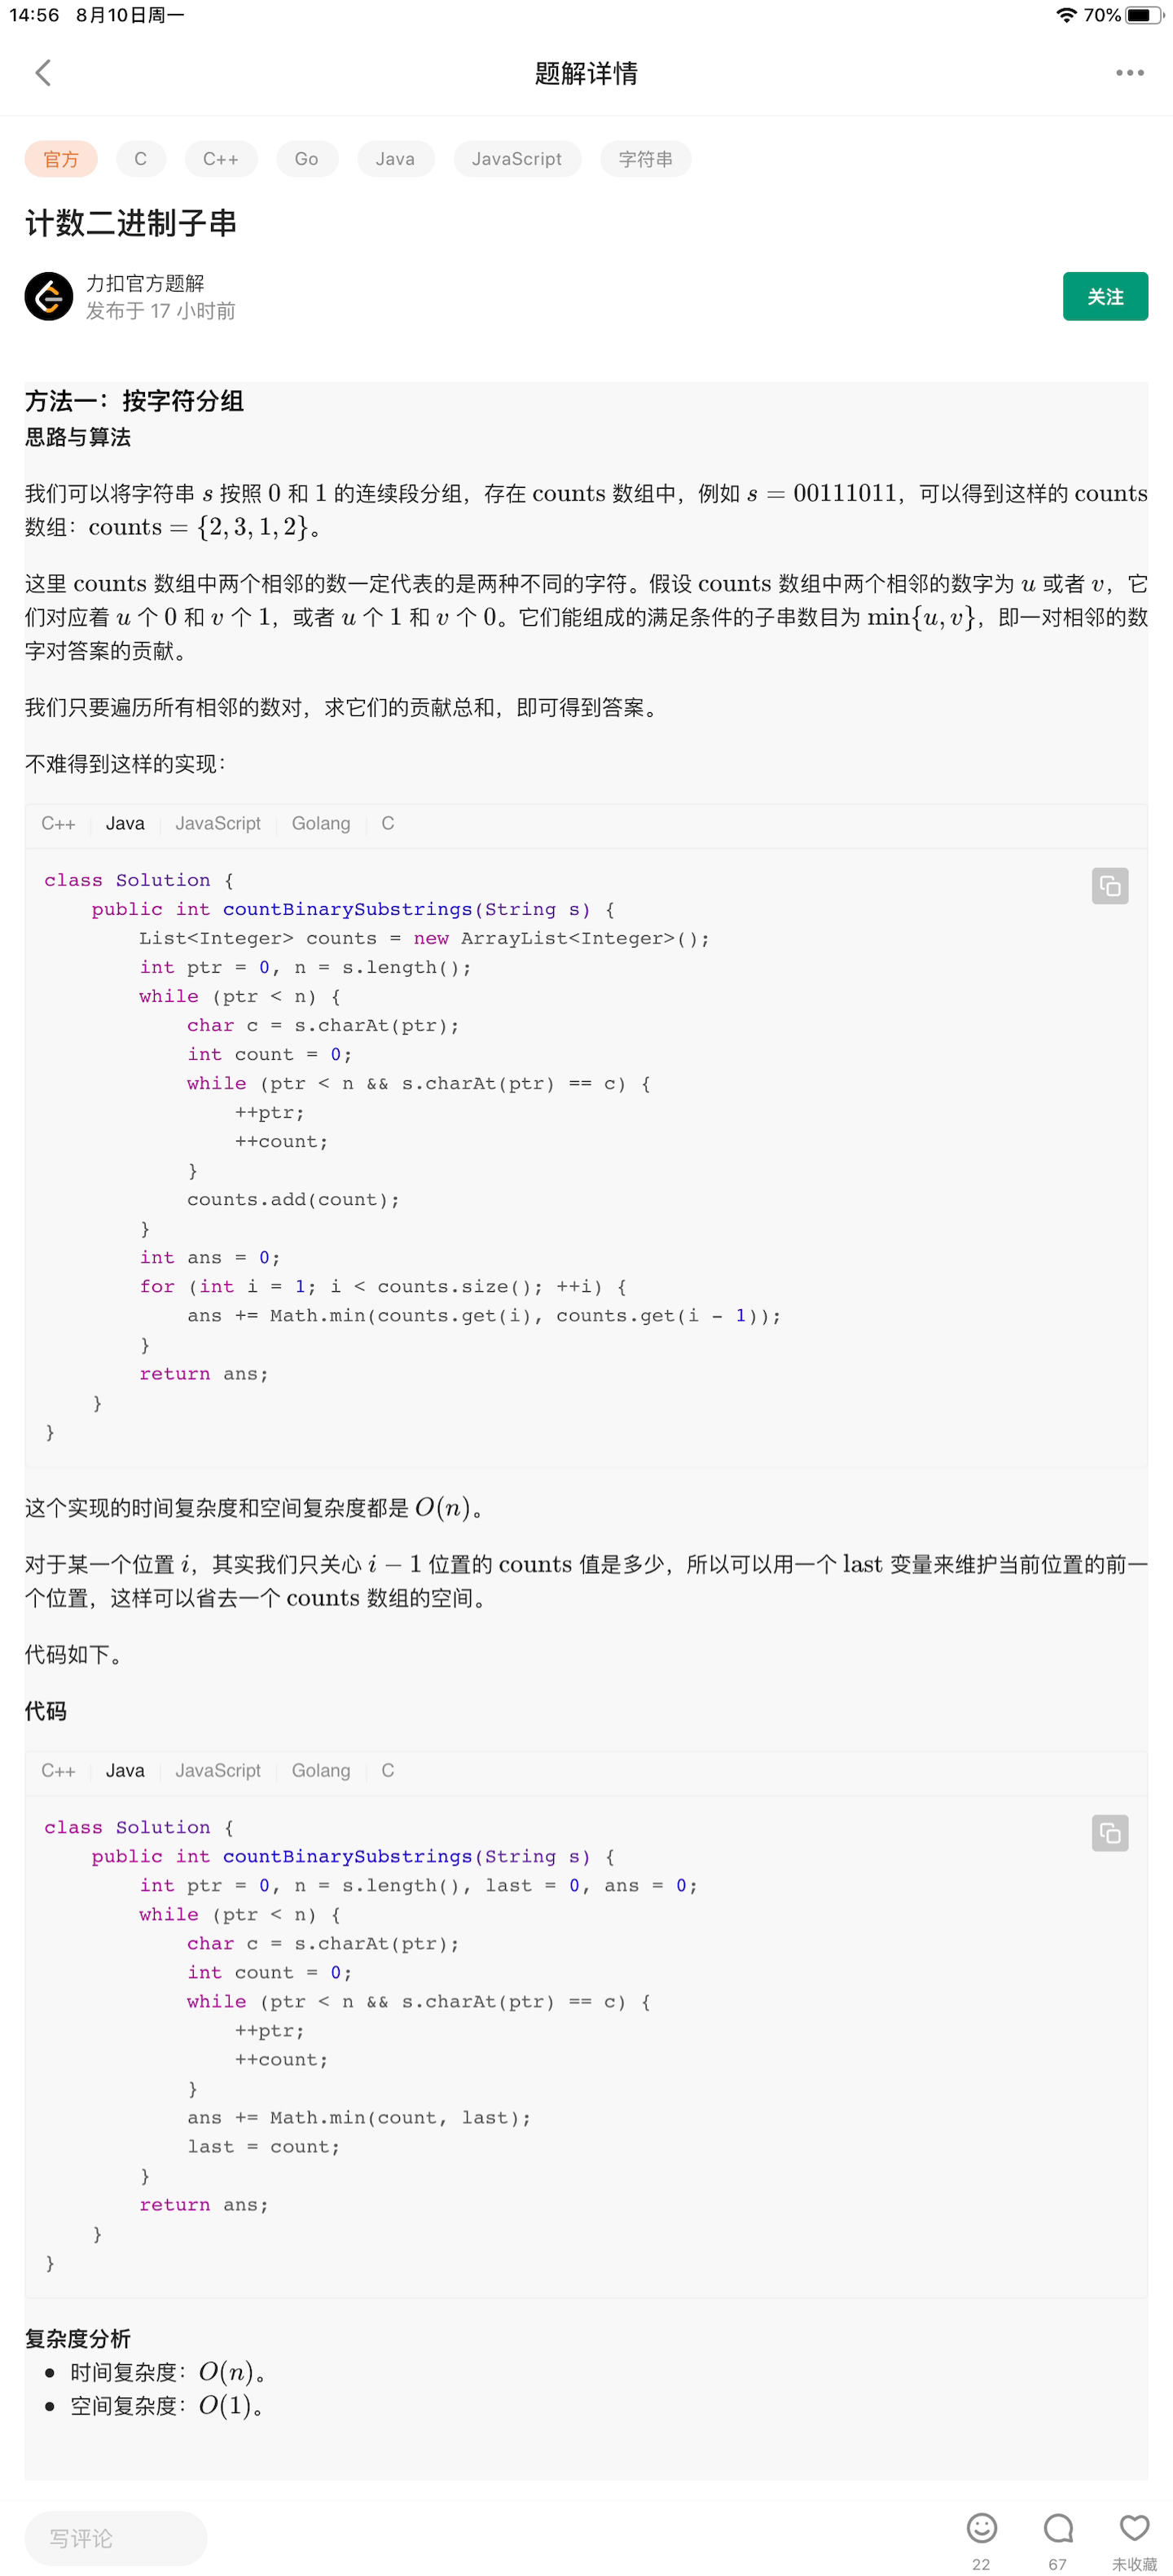 14:56 8月10日周一 70%
题解详情
官方 C C++ Go Java JavaScript 字符串
计数二进制子串
力扣官方题解
发布于 17 小时前
关注
方法一：按字符分组
思路与算法
我们可以将字符串 s 按照 0 和 1 的连续段分组，存在 counts 数组中，例如 s = 00111011，可以得到这样的 counts
数组：counts = {2, 3, 1, 2}。
这里 counts 数组中两个相邻的数一定代表的是两种不同的字符。假设 counts 数组中两个相邻的数字为 u 或者 v，它
们对应着 u 个 0 和 v 个 1，或者 u 个 1 和 v 个 0。它们能组成的满足条件的子串数目为 min{u, v}，即一对相邻的数
字对答案的贡献。
我们只要遍历所有相邻的数对，求它们的贡献总和，即可得到答案。
不难得到这样的实现：
C++ Java JavaScript Golang C
class Solution {
    public int countBinarySubstrings(String s) {
        List<Integer> counts = new ArrayList<Integer>();
        int ptr = 0, n = s.length();
        while (ptr < n) {
            char c = s.charAt(ptr);
            int count = 0;
            while (ptr < n && s.charAt(ptr) == c) {
                ++ptr;
                ++count;
            }
            counts.add(count);
        }
        int ans = 0;
        for (int i = 1; i < counts.size(); ++i) {
            ans += Math.min(counts.get(i), counts.get(i - 1));
        }
        return ans;
    }
}
这个实现的时间复杂度和空间复杂度都是 O(n)。
对于某一个位置 i，其实我们只关心 i − 1 位置的 counts 值是多少，所以可以用一个 last 变量来维护当前位置的前一
个位置，这样可以省去一个 counts 数组的空间。
代码如下。
代码
C++ Java JavaScript Golang C
class Solution {
    public int countBinarySubstrings(String s) {
        int ptr = 0, n = s.length(), last = 0, ans = 0;
        while (ptr < n) {
            char c = s.charAt(ptr);
            int count = 0;
            while (ptr < n && s.charAt(ptr) == c) {
                ++ptr;
                ++count;
            }
            ans += Math.min(count, last);
            last = count;
        }
        return ans;
    }
}
复杂度分析
• 时间复杂度：O(n)。
• 空间复杂度：O(1)。
写评论
22 67 未收藏